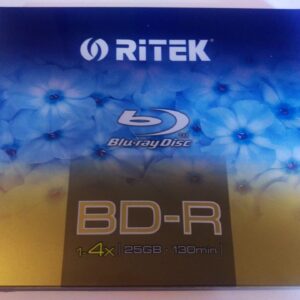 RiTEK
Blu-ray Disc
BD-R
1-4x 25GB - 130min